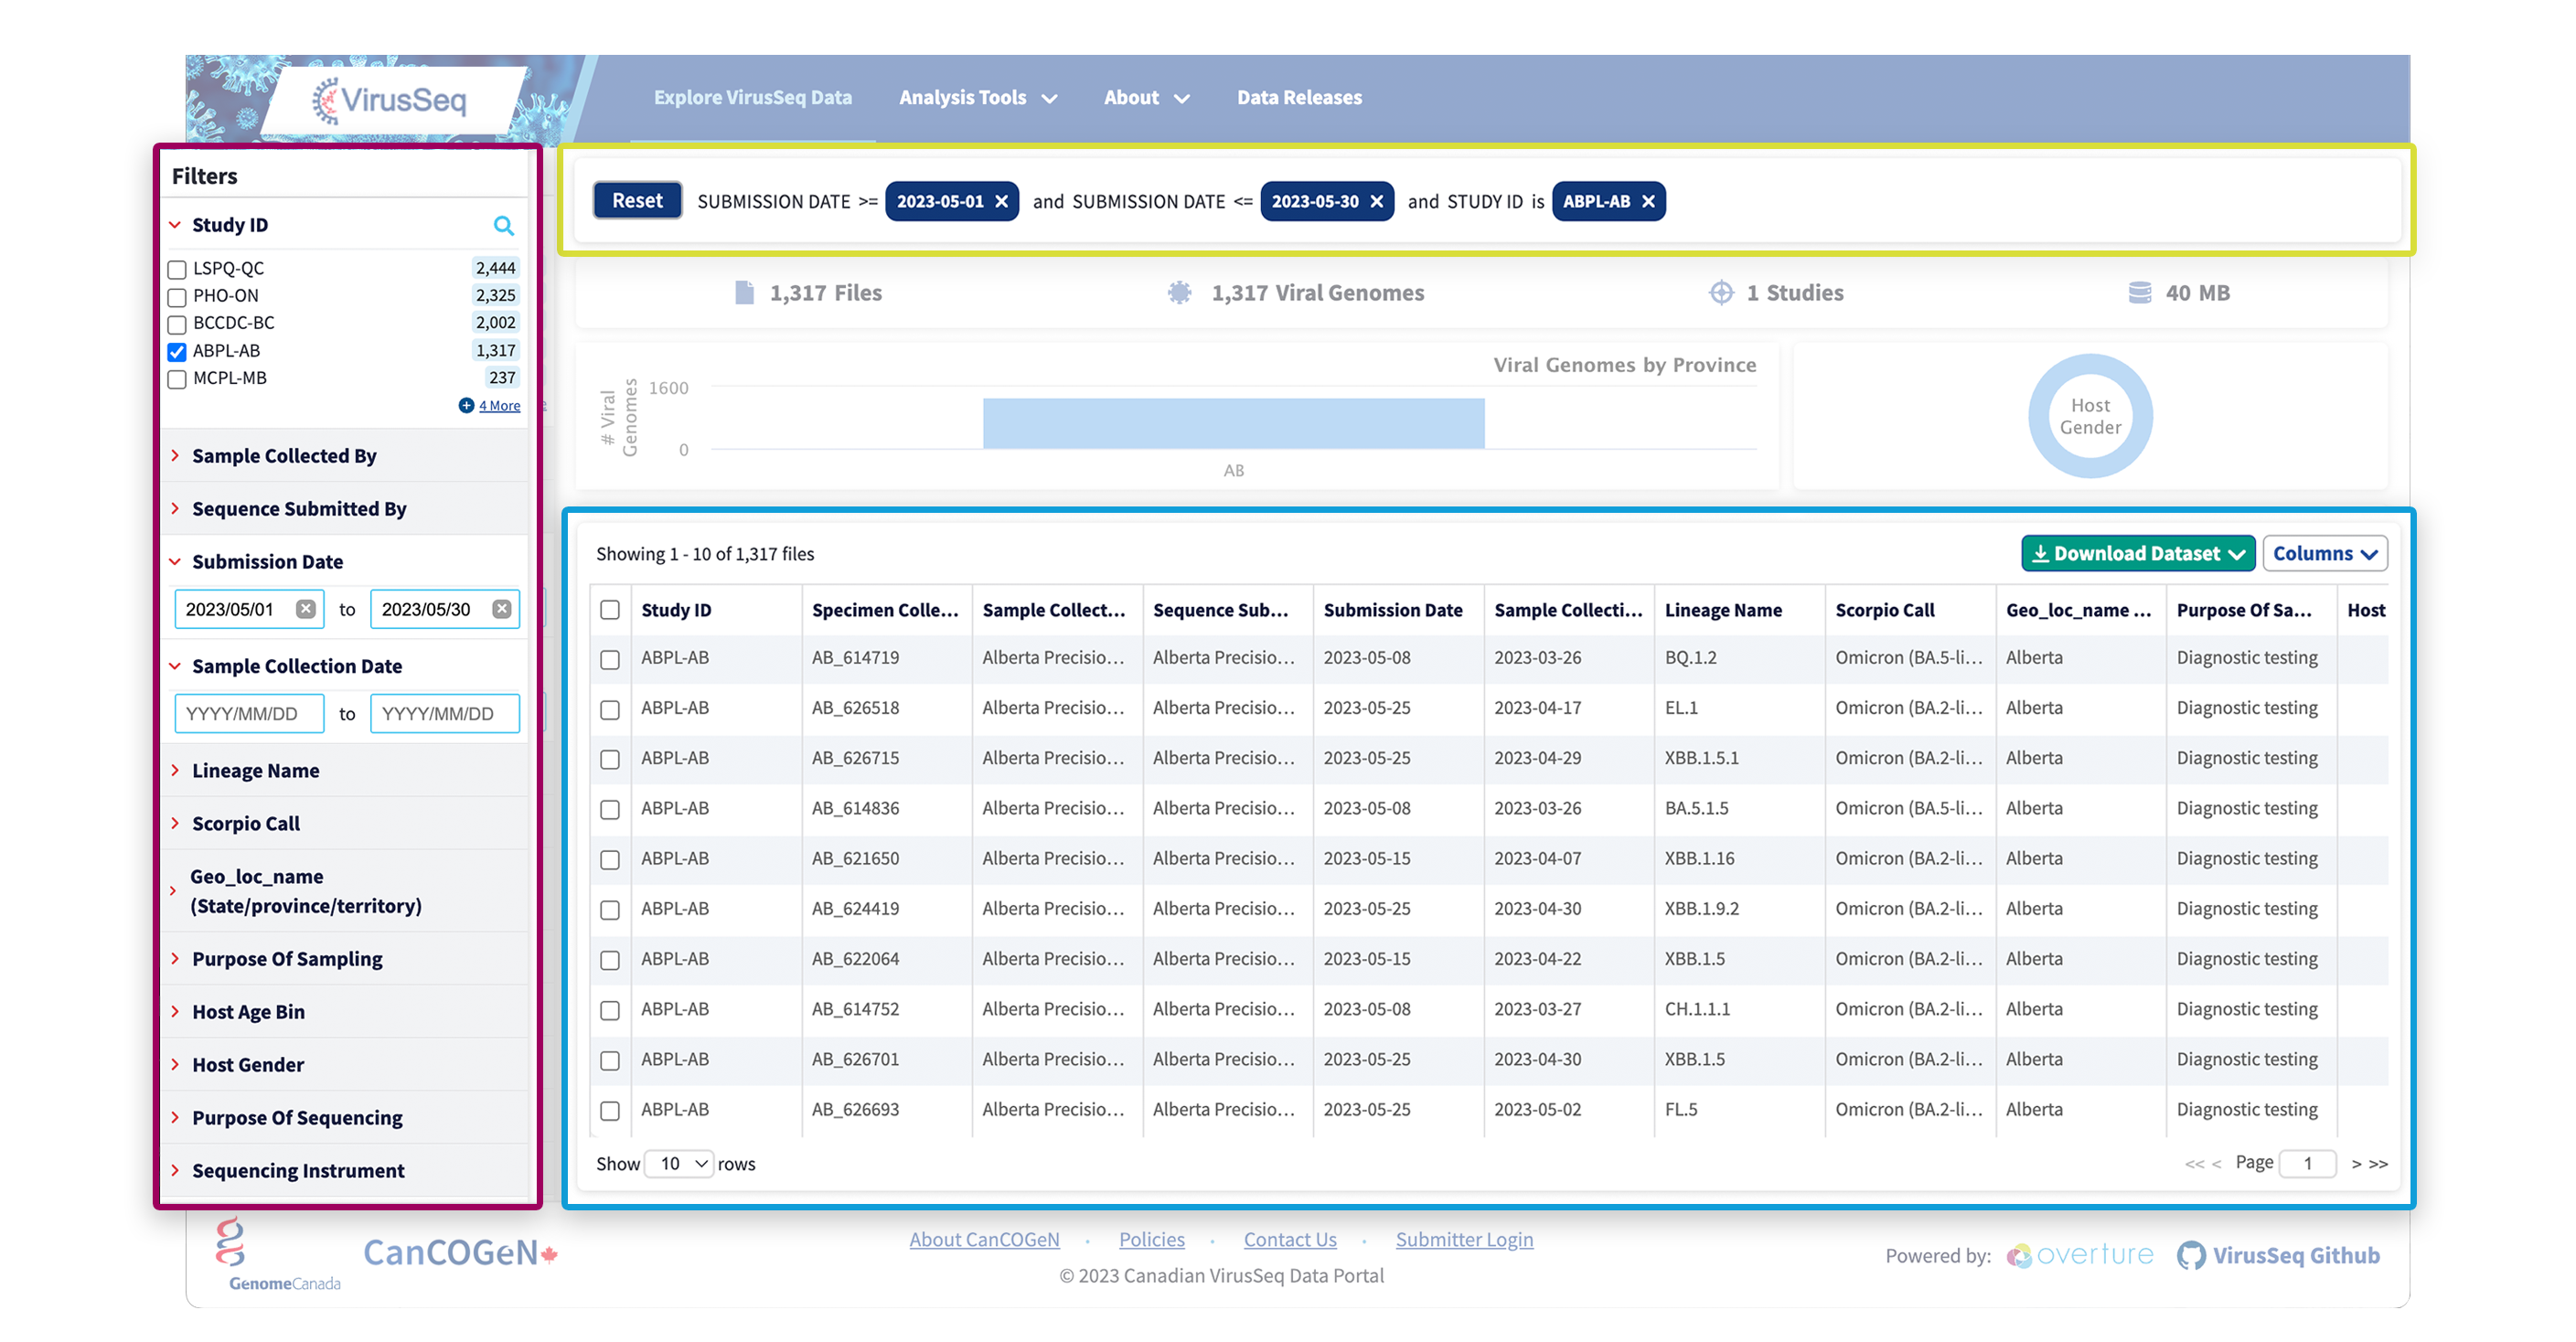 VirusSeq
Explore VirusSeq Data
Analysis Tools
About
Data Releases
Filters
Study ID
LSPQ-QC 2,444
PHO-ON 2,325
BCCDC-BC 2,002
ABPL-AB 1,317
MCPL-MB 237
4 More
Sample Collected By
Sequence Submitted By
Submission Date
2023/05/01 to 2023/05/30
Sample Collection Date
YYYY/MM/DD to YYYY/MM/DD
Lineage Name
Scorpio Call
Geo_loc_name
(State/province/territory)
Purpose Of Sampling
Host Age Bin
Host Gender
Purpose Of Sequencing
Sequencing Instrument
Reset SUBMISSION DATE >= 2023-05-01 × and SUBMISSION DATE <= 2023-05-30 × and STUDY ID is ABPL-AB ×
1,317 Files
1,317 Viral Genomes
1 Studies
40 MB
Viral Genomes by Province
# Viral
Genomes
1600
0
AB
Host
Gender
Showing 1 - 10 of 1,317 files
Download Dataset
Columns
Study ID Specimen Colle... Sample Collect... Sequence Sub... Submission Date Sample Collecti... Lineage Name Scorpio Call Geo_loc_name ... Purpose Of Sa... Host
ABPL-AB AB_614719 Alberta Precisio... Alberta Precisio... 2023-05-08 2023-03-26 BQ.1.2 Omicron (BA.5-li... Alberta Diagnostic testing
ABPL-AB AB_626518 Alberta Precisio... Alberta Precisio... 2023-05-25 2023-04-17 EL.1 Omicron (BA.2-li... Alberta Diagnostic testing
ABPL-AB AB_626715 Alberta Precisio... Alberta Precisio... 2023-05-25 2023-04-29 XBB.1.5.1 Omicron (BA.2-li... Alberta Diagnostic testing
ABPL-AB AB_614836 Alberta Precisio... Alberta Precisio... 2023-05-08 2023-03-26 BA.5.1.5 Omicron (BA.5-li... Alberta Diagnostic testing
ABPL-AB AB_621650 Alberta Precisio... Alberta Precisio... 2023-05-15 2023-04-07 XBB.1.16 Omicron (BA.2-li... Alberta Diagnostic testing
ABPL-AB AB_624419 Alberta Precisio... Alberta Precisio... 2023-05-25 2023-04-30 XBB.1.9.2 Omicron (BA.2-li... Alberta Diagnostic testing
ABPL-AB AB_622064 Alberta Precisio... Alberta Precisio... 2023-05-15 2023-04-22 XBB.1.5 Omicron (BA.2-li... Alberta Diagnostic testing
ABPL-AB AB_614752 Alberta Precisio... Alberta Precisio... 2023-05-08 2023-03-27 CH.1.1.1 Omicron (BA.2-li... Alberta Diagnostic testing
ABPL-AB AB_626701 Alberta Precisio... Alberta Precisio... 2023-05-25 2023-04-30 XBB.1.5 Omicron (BA.2-li... Alberta Diagnostic testing
ABPL-AB AB_626693 Alberta Precisio... Alberta Precisio... 2023-05-25 2023-05-02 FL.5 Omicron (BA.2-li... Alberta Diagnostic testing
Show 10 rows
<< < Page 1 > >>
GenomeCanada
CanCOGeN
About CanCOGeN · Policies · Contact Us · Submitter Login
© 2023 Canadian VirusSeq Data Portal
Powered by: overture VirusSeq Github